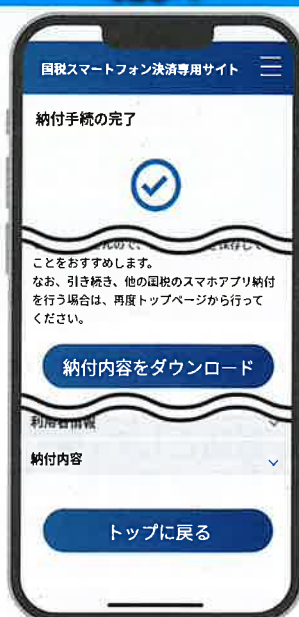 国税スマートフォン決済専用サイト
納付手続の完了
ことをおすすめします。
なお、引き続き、他の国税のスマホアプリ納付
を行う場合は、再度トップページから行って
ください。
納付内容をダウンロード
利用者情報
納付内容
トップに戻る